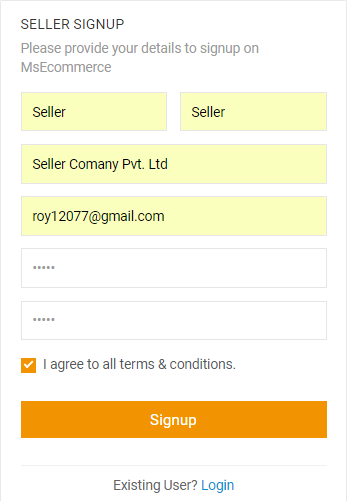 SELLER SIGNUP
Please provide your details to signup on
MsEcommerce
Seller Seller
Seller Comany Pvt. Ltd
roy12077@gmail.com
•••••
•••••
I agree to all terms & conditions.
Signup
Existing User? Login